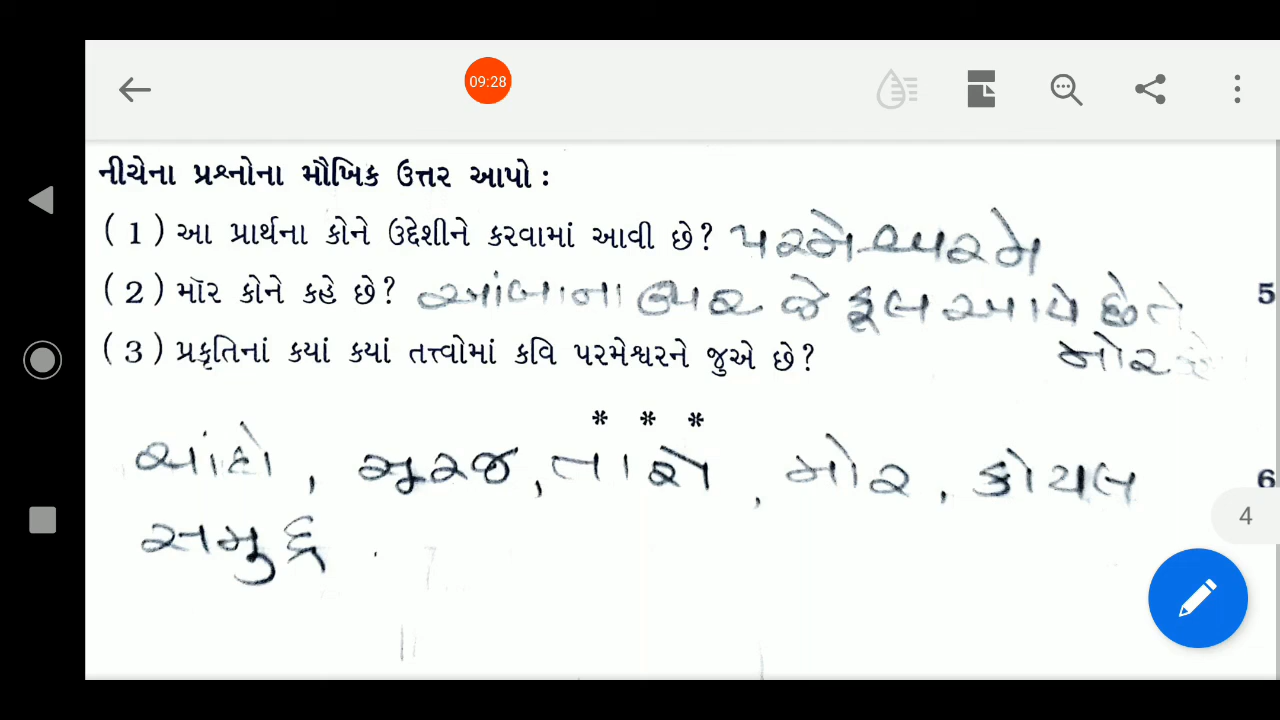 09:28
નીચેના પ્રશ્નોના મૌખિક ઉત્તર આપો :
( 1 ) આ પ્રાર્થના કોને ઉદ્દેશીને કરવામાં આવી છે? પરમેશ્વરને
( 2 ) મૉર કોને કહે છે? આંબાના ઉપર જે ફૂલ આવે છે તે 5
મોર
( 3 ) પ્રકૃતિનાં કયાં કયાં તત્ત્વોમાં કવિ પરમેશ્વરને જુએ છે?
* * *
ચાંદો, સૂરજ, તારો, મોર, કોયલ 6
સમુદ્ર .
4